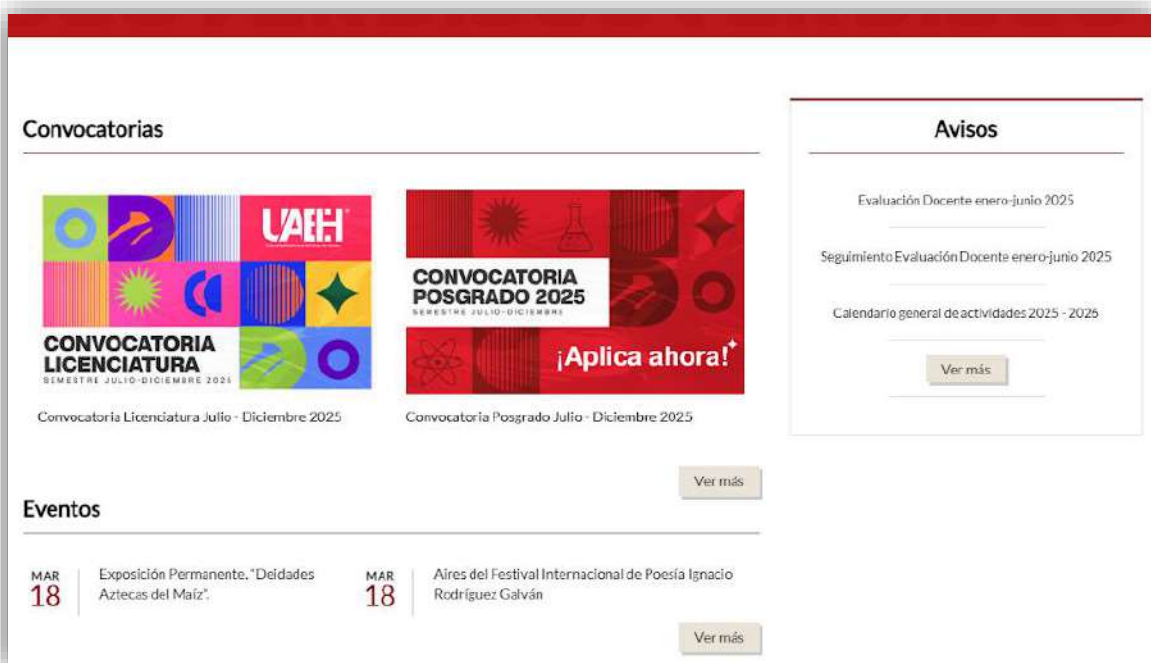 Convocatorias
UAEH
CONVOCATORIA
LICENCIATURA
SEMESTRE JULIO-DICIEMBRE 2025
Convocatoria Licenciatura Julio - Diciembre 2025
CONVOCATORIA
POSGRADO 2025
SEMESTRE JULIO-DICIEMBRE
¡Aplica ahora!
Convocatoria Posgrado Julio - Diciembre 2025
Ver más
Eventos
MAR
18
Exposición Permanente. "Deidades
Aztecas del Maíz".
MAR
18
Aires del Festival Internacional de Poesía Ignacio
Rodríguez Galván
Ver más
Avisos
Evaluación Docente enero-junio 2025
Seguimiento Evaluación Docente enero-junio 2025
Calendario general de actividades 2025 - 2026
Ver más